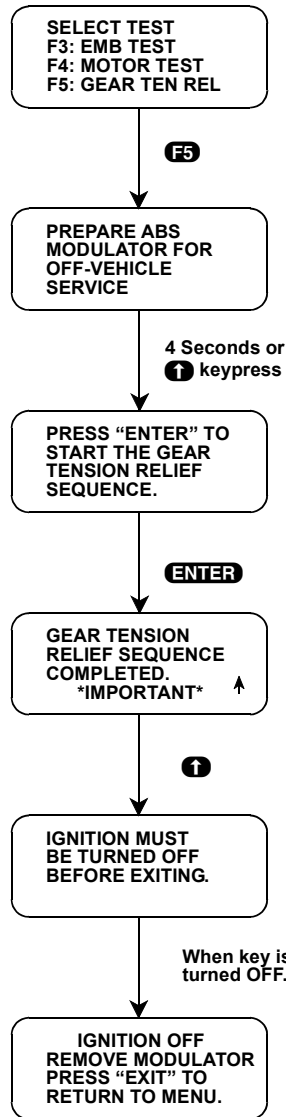 SELECT TEST
F3: EMB TEST
F4: MOTOR TEST
F5: GEAR TEN REL
F5
PREPARE ABS
MODULATOR FOR
OFF-VEHICLE
SERVICE
4 Seconds or
⬆ keypress
PRESS “ENTER” TO
START THE GEAR
TENSION RELIEF
SEQUENCE.
ENTER
GEAR TENSION
RELIEF SEQUENCE
COMPLETED.
*IMPORTANT* ↑
⬆
IGNITION MUST
BE TURNED OFF
BEFORE EXITING.
When key is
turned OFF.
IGNITION OFF
REMOVE MODULATOR
PRESS “EXIT” TO
RETURN TO MENU.